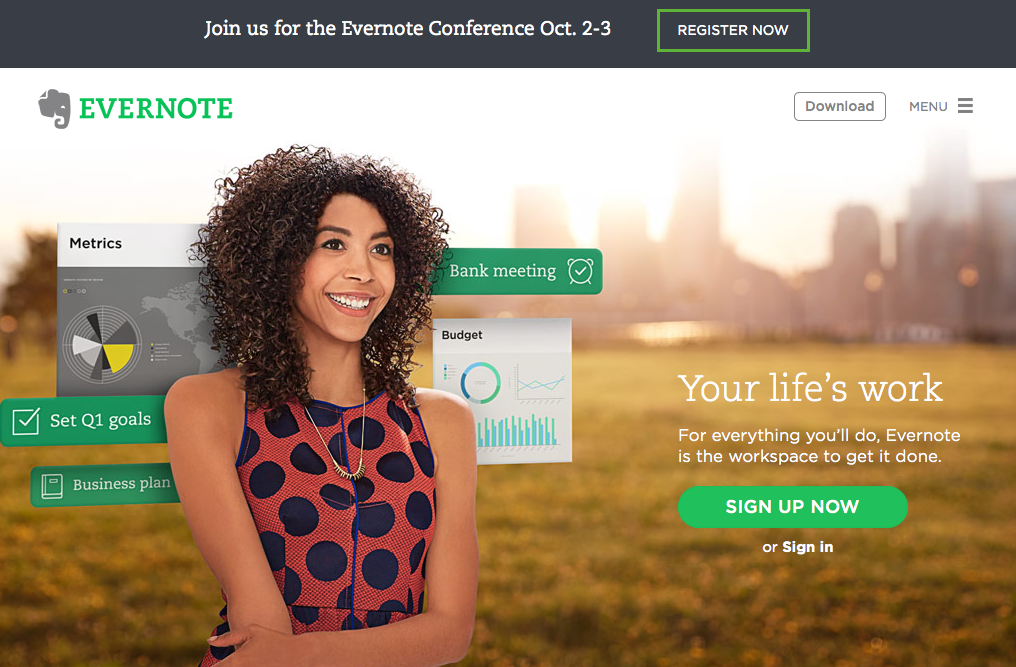 Join us for the Evernote Conference Oct. 2-3
REGISTER NOW
EVERNOTE
Download
MENU
Metrics
Bank meeting
Budget
Set Q1 goals
Business plan
Your life's work
For everything you'll do, Evernote
is the workspace to get it done.
SIGN UP NOW
or Sign in